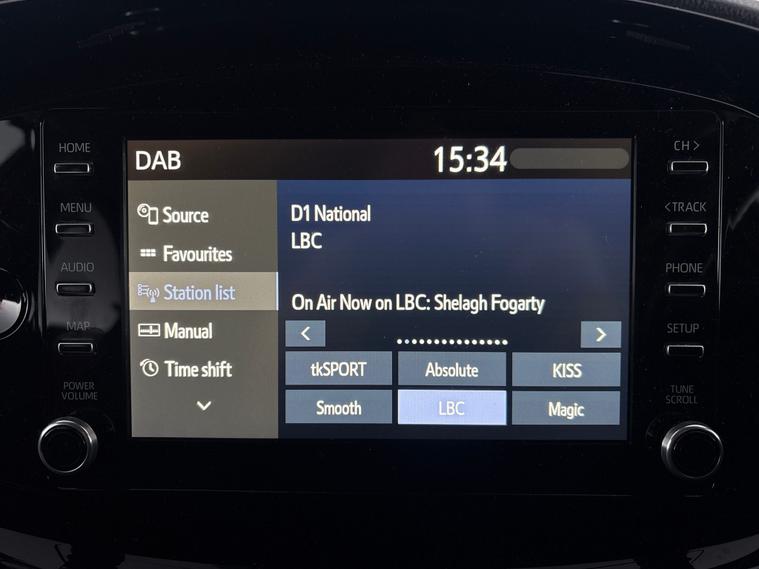 HOME
MENU
AUDIO
MAP
POWER
VOLUME
DAB
15:34
Source
Favourites
Station list
Manual
Time shift
D1 National
LBC
On Air Now on LBC: Shelagh Fogarty
< >
tkSPORT Absolute KISS
Smooth LBC Magic
CH >
<TRACK
PHONE
SETUP
TUNE
SCROLL